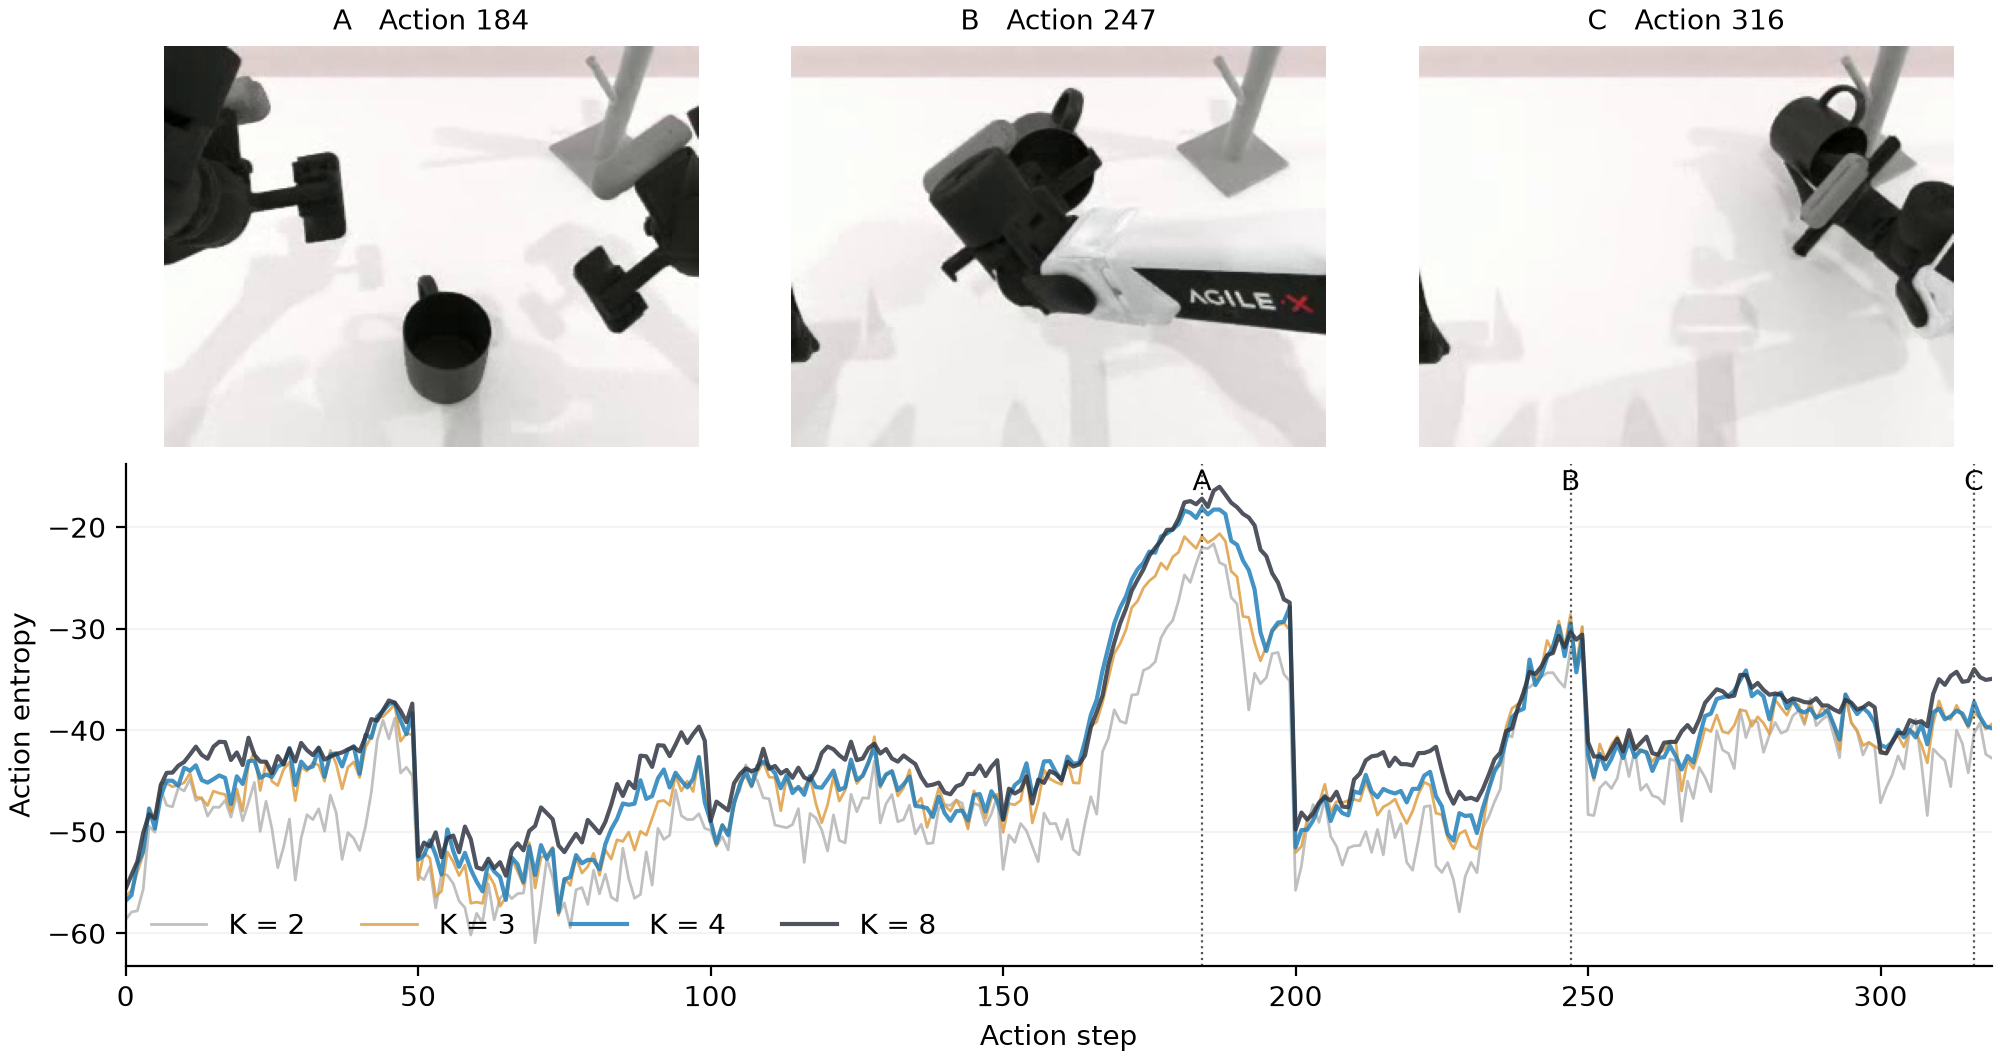 A Action 184
B Action 247
C Action 316
AGILE·X
A
B
C
Action entropy
−20
−30
−40
−50
−60
K = 2
K = 3
K = 4
K = 8
0
50
100
150
200
250
300
Action step